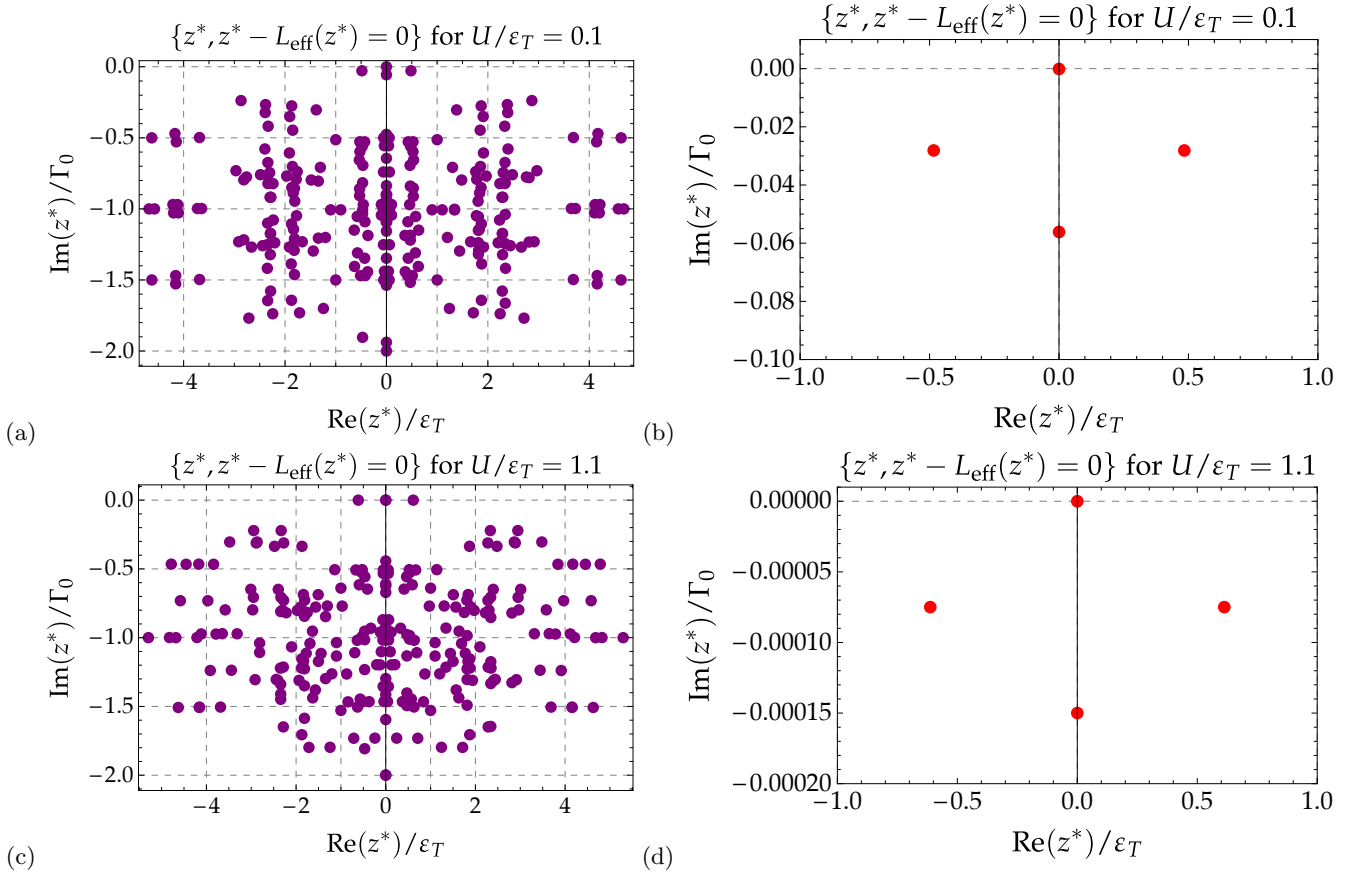 {z*, z* − L_eff(z*) = 0} for U/ε_T = 0.1
0.0
−0.5
−1.0
−1.5
−2.0
Im(z*)/Γ_0
−4
−2
0
2
4
Re(z*)/ε_T
(a)
{z*, z* − L_eff(z*) = 0} for U/ε_T = 0.1
0.00
−0.02
−0.04
−0.06
−0.08
−0.10
Im(z*)/Γ_0
−1.0
−0.5
0.0
0.5
1.0
Re(z*)/ε_T
(b)
{z*, z* − L_eff(z*) = 0} for U/ε_T = 1.1
0.0
−0.5
−1.0
−1.5
−2.0
Im(z*)/Γ_0
−4
−2
0
2
4
Re(z*)/ε_T
(c)
{z*, z* − L_eff(z*) = 0} for U/ε_T = 1.1
0.00000
−0.00005
−0.00010
−0.00015
−0.00020
Im(z*)/Γ_0
−1.0
−0.5
0.0
0.5
1.0
Re(z*)/ε_T
(d)